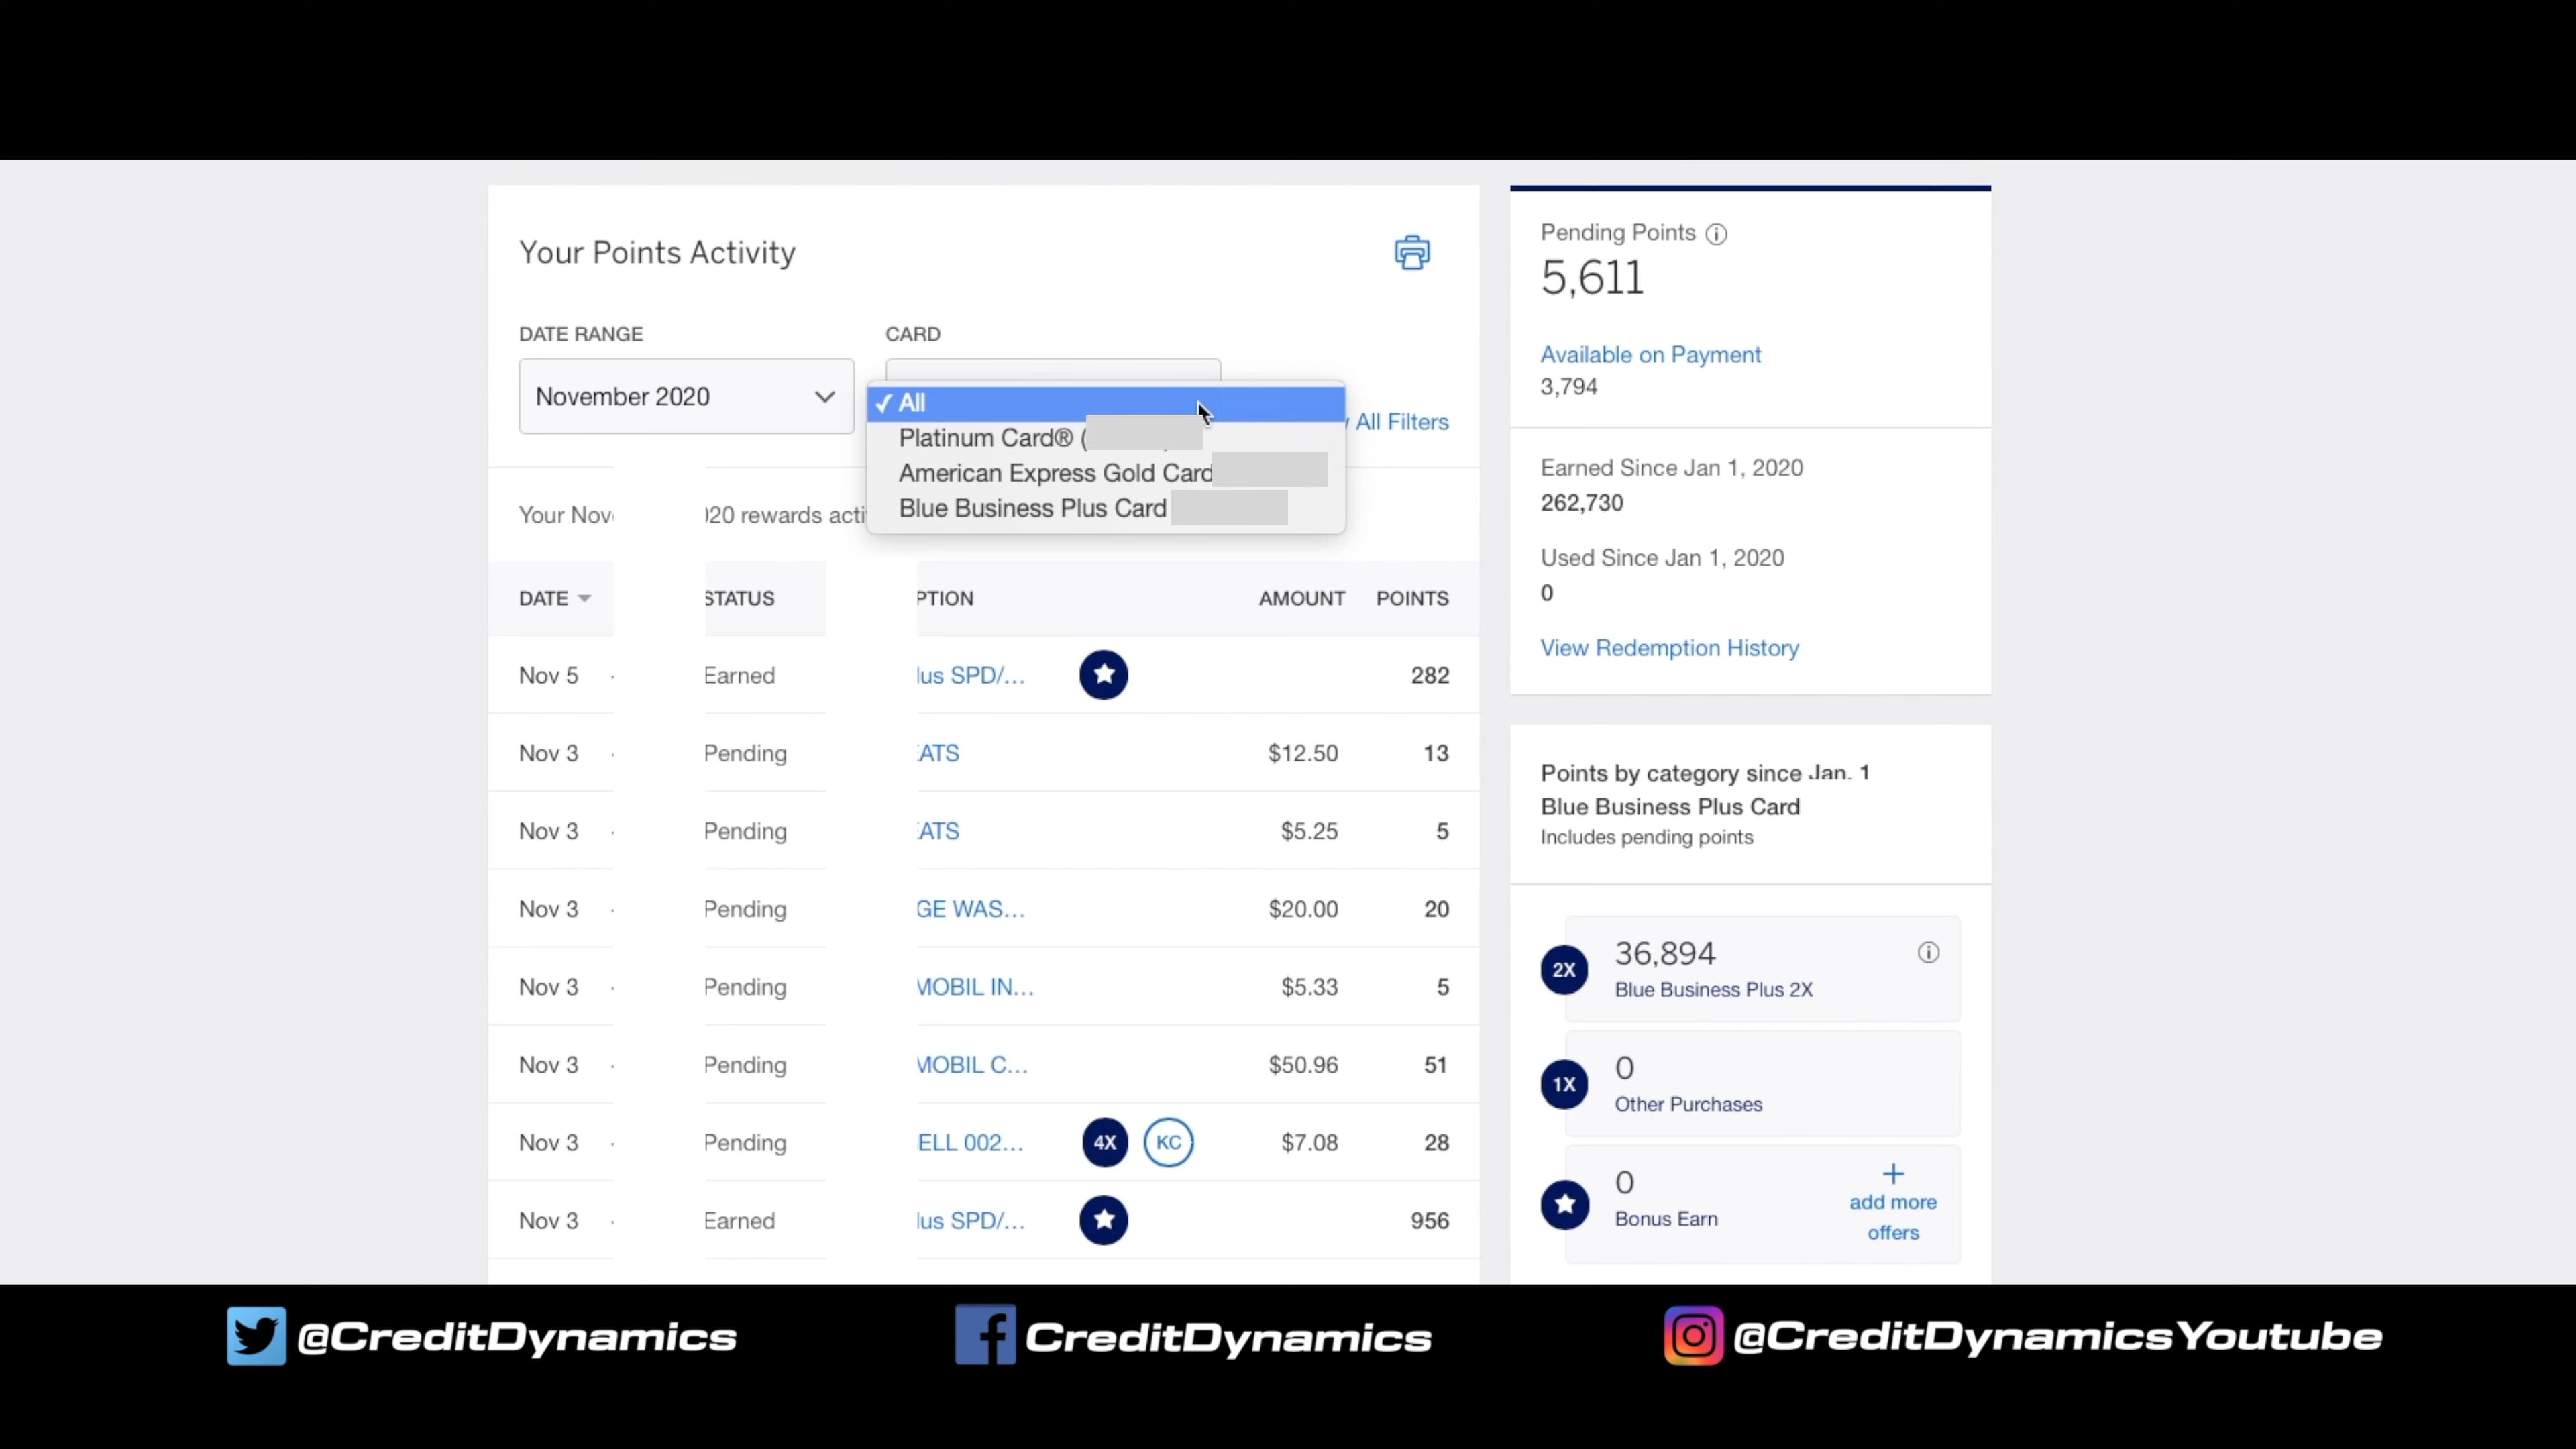 Your Points Activity
DATE RANGE
CARD
November 2020
✓ All
Platinum Card® (
American Express Gold Card
Blue Business Plus Card
All Filters
Your Nov 020 rewards acti
DATE STATUS PTION AMOUNT POINTS
Nov 5 Earned lus SPD/... 282
Nov 3 Pending EATS $12.50 13
Nov 3 Pending EATS $5.25 5
Nov 3 Pending GE WAS... $20.00 20
Nov 3 Pending MOBIL IN... $5.33 5
Nov 3 Pending MOBIL C... $50.96 51
Nov 3 Pending ELL 002... 4X KC $7.08 28
Nov 3 Earned lus SPD/... 956
Pending Points
5,611
Available on Payment
3,794
Earned Since Jan 1, 2020
262,730
Used Since Jan 1, 2020
0
View Redemption History
Points by category since Jan. 1
Blue Business Plus Card
Includes pending points
2X 36,894
Blue Business Plus 2X
1X 0
Other Purchases
0
Bonus Earn
+
add more
offers
@CreditDynamics
CreditDynamics
@CreditDynamicsYoutube